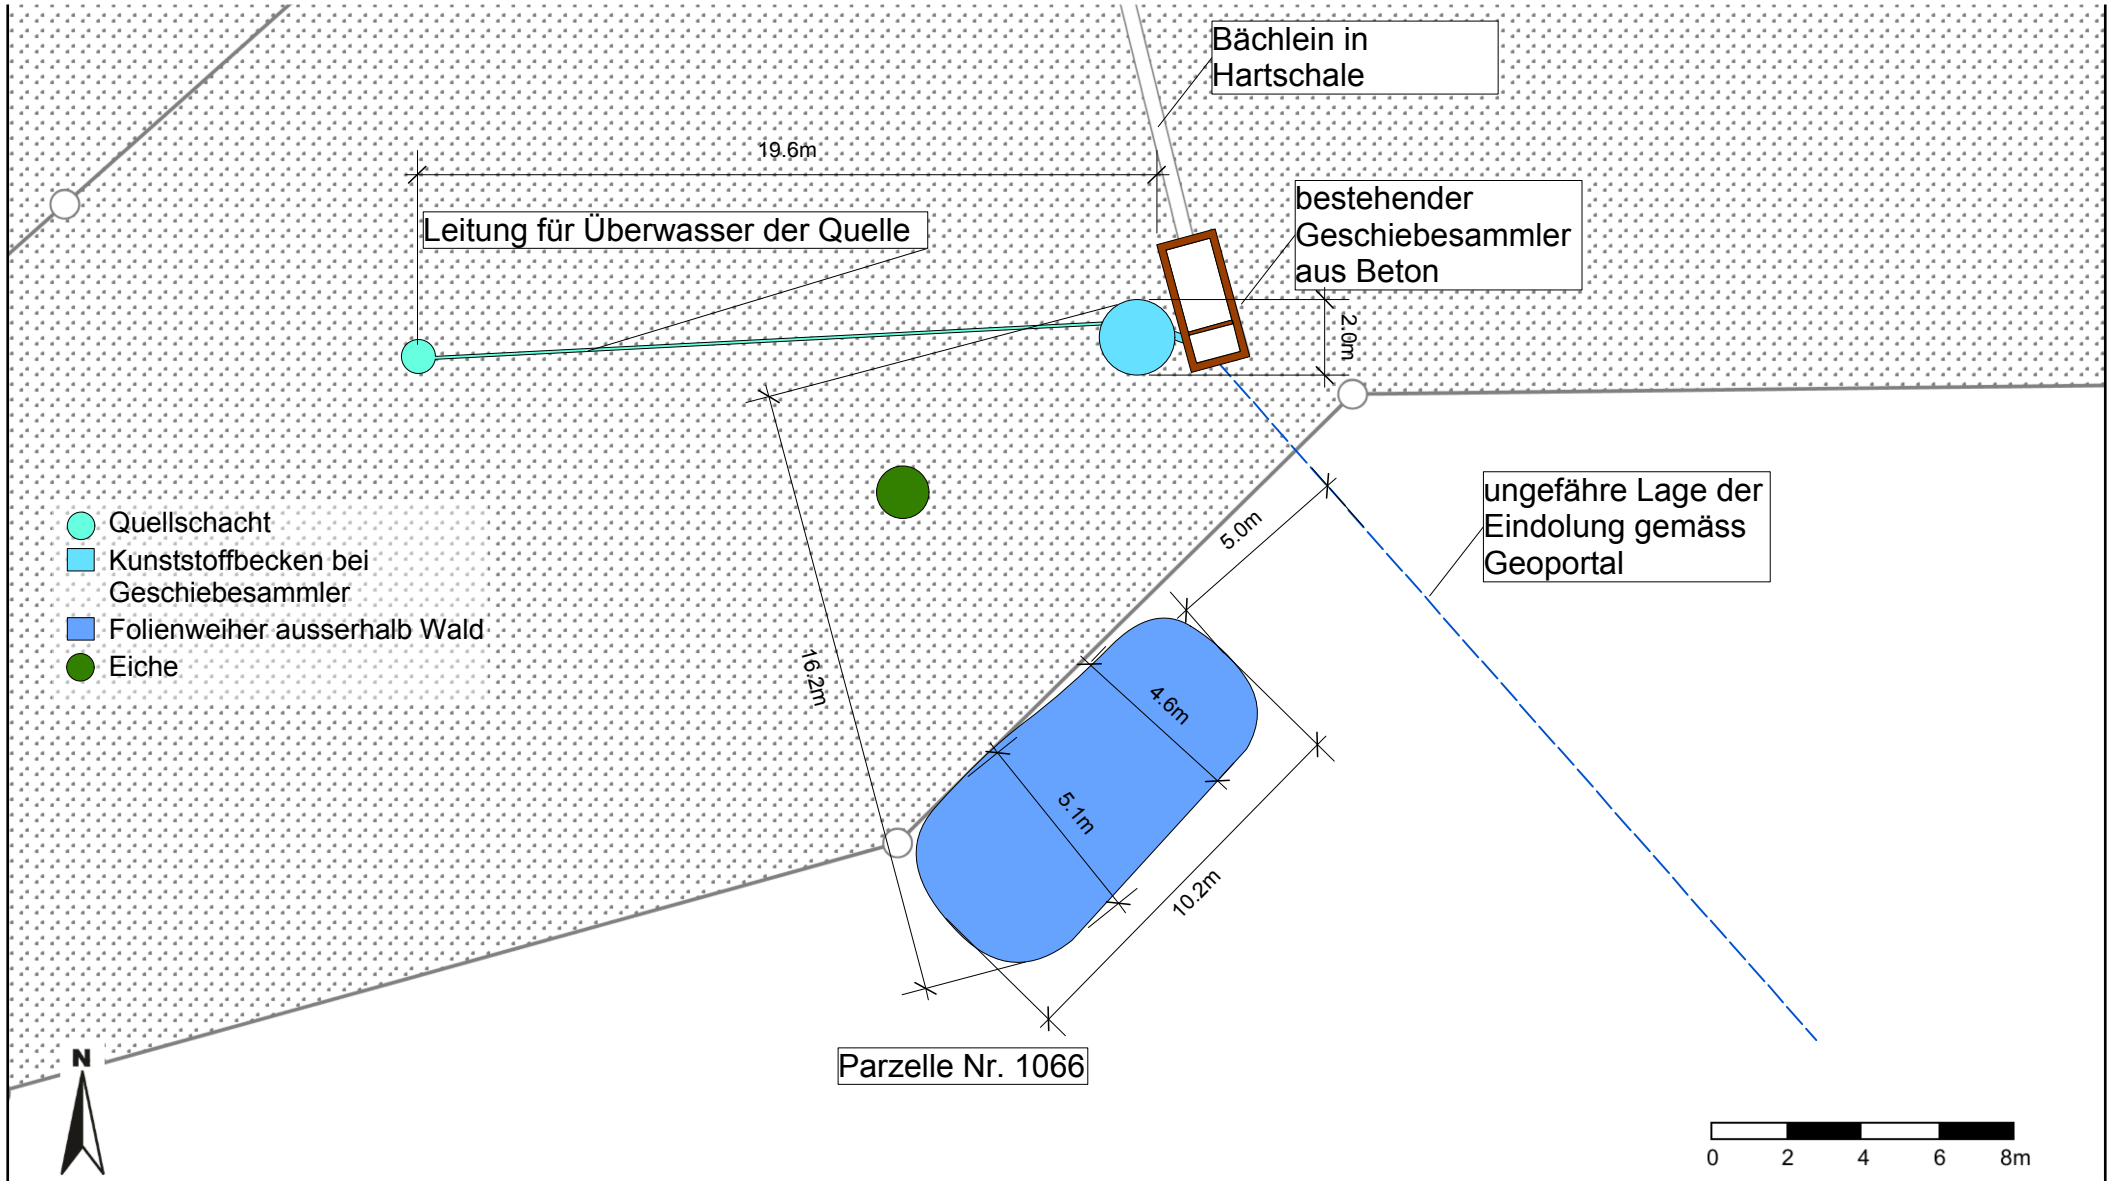 Bächlein in
Hartschale
19.6m
bestehender
Geschiebesammler
aus Beton
Leitung für Überwasser der Quelle
2.0m
ungefähre Lage der
Eindolung gemäss
Geoportal
5.0m
Quellschacht
Kunststoffbecken bei
Geschiebesammler
Folienweiher ausserhalb Wald
Eiche
16.2m
4.6m
5.1m
10.2m
Parzelle Nr. 1066
N
0 2 4 6 8m